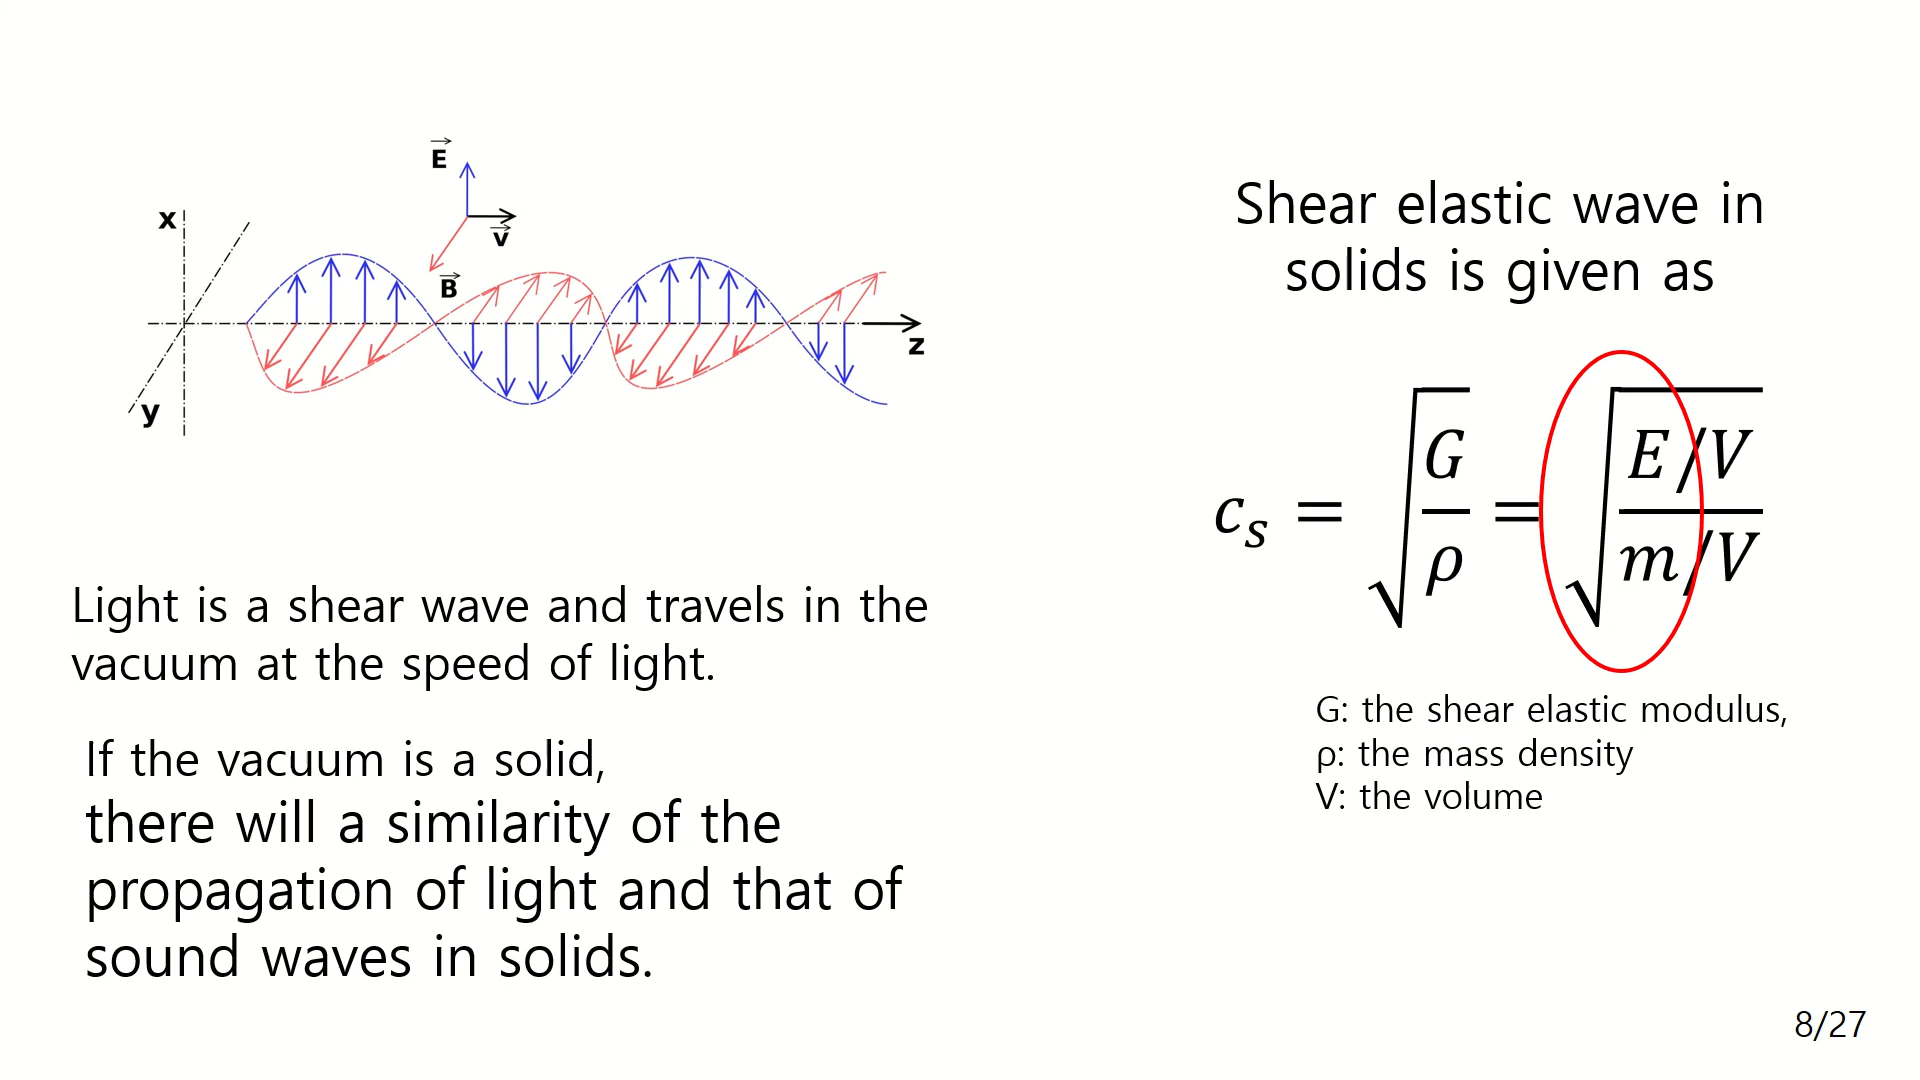 E
x
v
B
z
y
Light is a shear wave and travels in the
vacuum at the speed of light.
If the vacuum is a solid,
there will a similarity of the
propagation of light and that of
sound waves in solids.
Shear elastic wave in
solids is given as
c_s = √(G/ρ) = √((E/V)/(m/V))
G: the shear elastic modulus,
ρ: the mass density
V: the volume
8/27